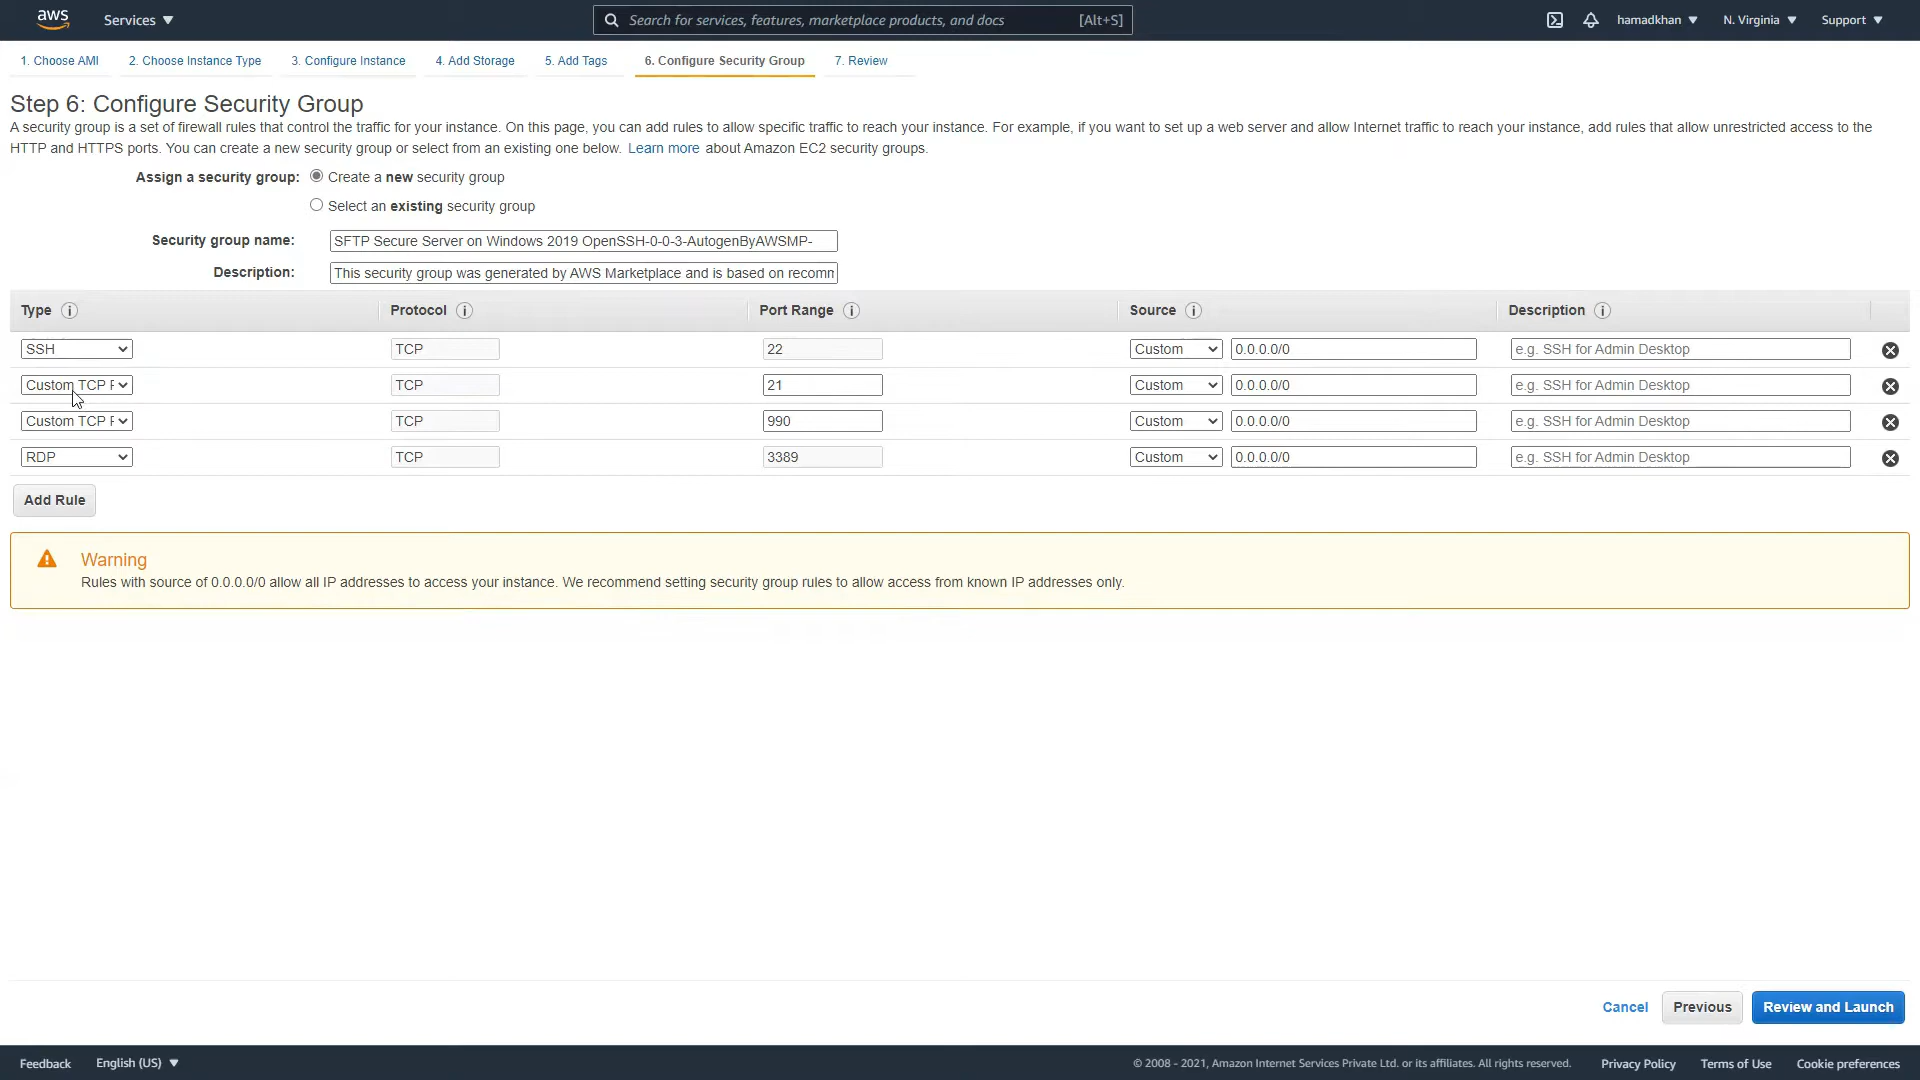 aws
Services ▼
Search for services, features, marketplace products, and docs
[Alt+S]
hamadkhan ▼
N. Virginia ▼
Support ▼
1. Choose AMI
2. Choose Instance Type
3. Configure Instance
4. Add Storage
5. Add Tags
6. Configure Security Group
7. Review
Step 6: Configure Security Group
A security group is a set of firewall rules that control the traffic for your instance. On this page, you can add rules to allow specific traffic to reach your instance. For example, if you want to set up a web server and allow Internet traffic to reach your instance, add rules that allow unrestricted access to the
HTTP and HTTPS ports. You can create a new security group or select from an existing one below. Learn more about Amazon EC2 security groups.
Assign a security group: Create a new security group
Select an existing security group
Security group name: SFTP Secure Server on Windows 2019 OpenSSH-0-0-3-AutogenByAWSMP-
Description: This security group was generated by AWS Marketplace and is based on recomm
Type i Protocol i Port Range i Source i Description i
SSH TCP 22 Custom 0.0.0.0/0 e.g. SSH for Admin Desktop
Custom TCP F TCP 21 Custom 0.0.0.0/0 e.g. SSH for Admin Desktop
Custom TCP F TCP 990 Custom 0.0.0.0/0 e.g. SSH for Admin Desktop
RDP TCP 3389 Custom 0.0.0.0/0 e.g. SSH for Admin Desktop
Add Rule
Warning
Rules with source of 0.0.0.0/0 allow all IP addresses to access your instance. We recommend setting security group rules to allow access from known IP addresses only.
Cancel
Previous
Review and Launch
Feedback
English (US) ▼
© 2008 - 2021, Amazon Internet Services Private Ltd. or its affiliates. All rights reserved.
Privacy Policy
Terms of Use
Cookie preferences